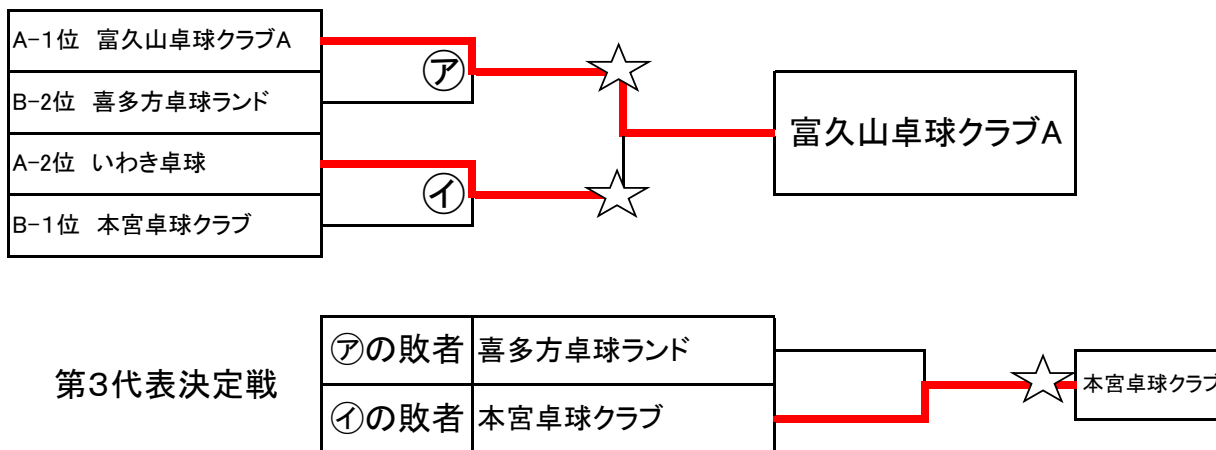 A-1位 富久山卓球クラブA
㋐
B-2位 喜多方卓球ランド
富久山卓球クラブA
A-2位 いわき卓球
㋑
B-1位 本宮卓球クラブ
㋐の敗者 喜多方卓球ランド
第3代表決定戦
本宮卓球クラブ
㋑の敗者 本宮卓球クラブ